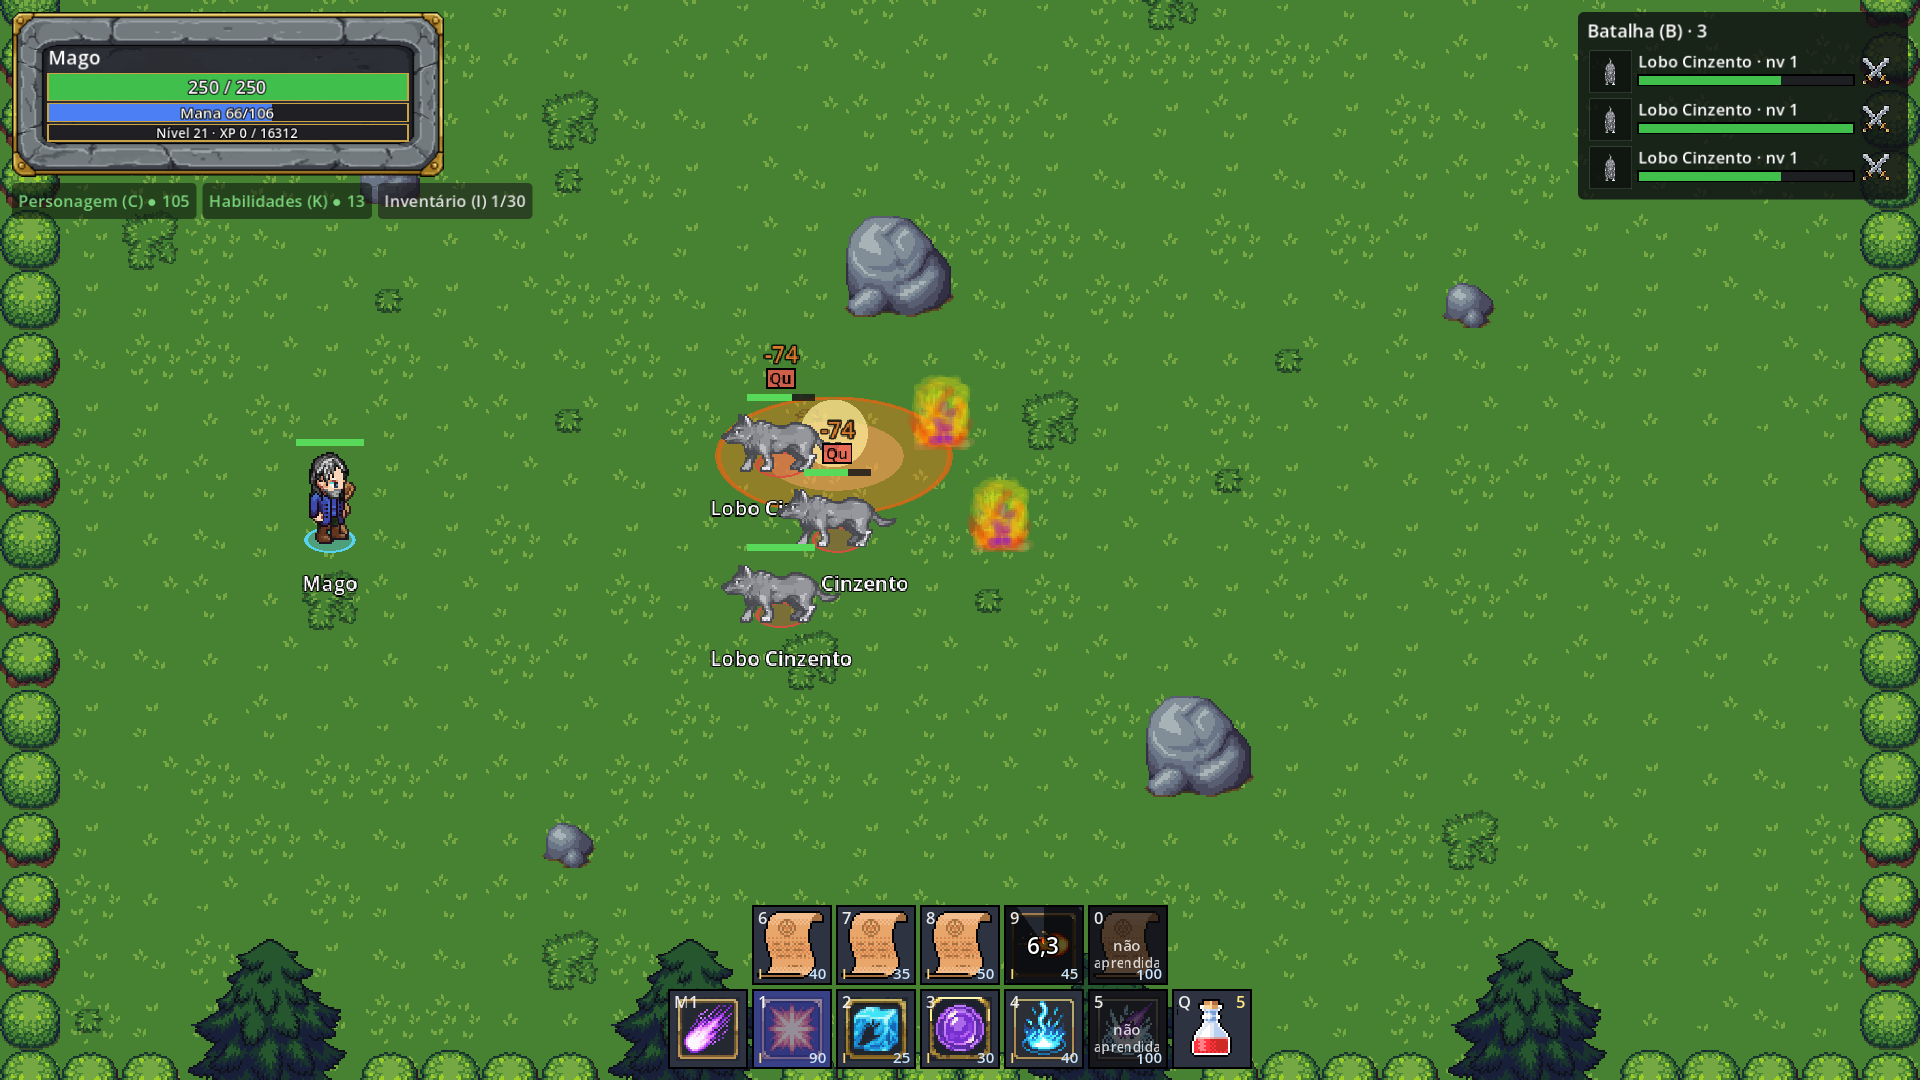 Mago
250 / 250
Mana 66/106
Nível 21 · XP 0 / 16312
Personagem (C) ● 105
Habilidades (K) ● 13
Inventário (I) 1/30
Batalha (B) · 3
Lobo Cinzento · nv 1
Lobo Cinzento · nv 1
Lobo Cinzento · nv 1
-74
Qu
-74
Qu
Lobo
Cinzento
Lobo Cinzento
Mago
6
40
7
35
8
50
9
6,3
45
0
não
aprendida
100
M1
1
90
2
25
3
30
4
40
5
não
aprendida
100
Q
5